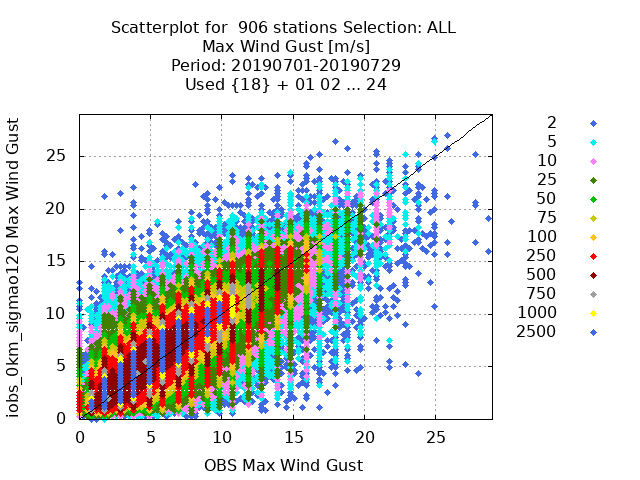 Scatterplot for  906 stations Selection: ALL
Max Wind Gust [m/s]
Period: 20190701-20190729
Used {18} + 01 02 ... 24
iobs_0km_sigmao120 Max Wind Gust
25
20
15
10
5
0
0 5 10 15 20 25
OBS Max Wind Gust
2
5
10
25
50
75
100
250
500
750
1000
2500